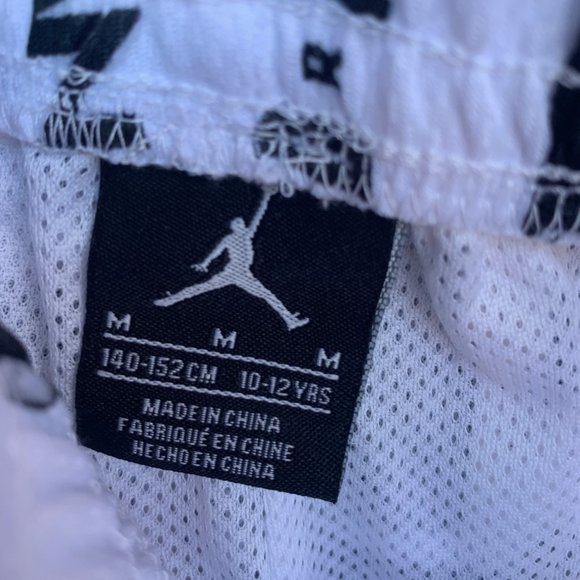 R
M M M
140-152CM 10-12YRS
MADE IN CHINA
FABRIQUÉ EN CHINE
HECHO EN CHINA